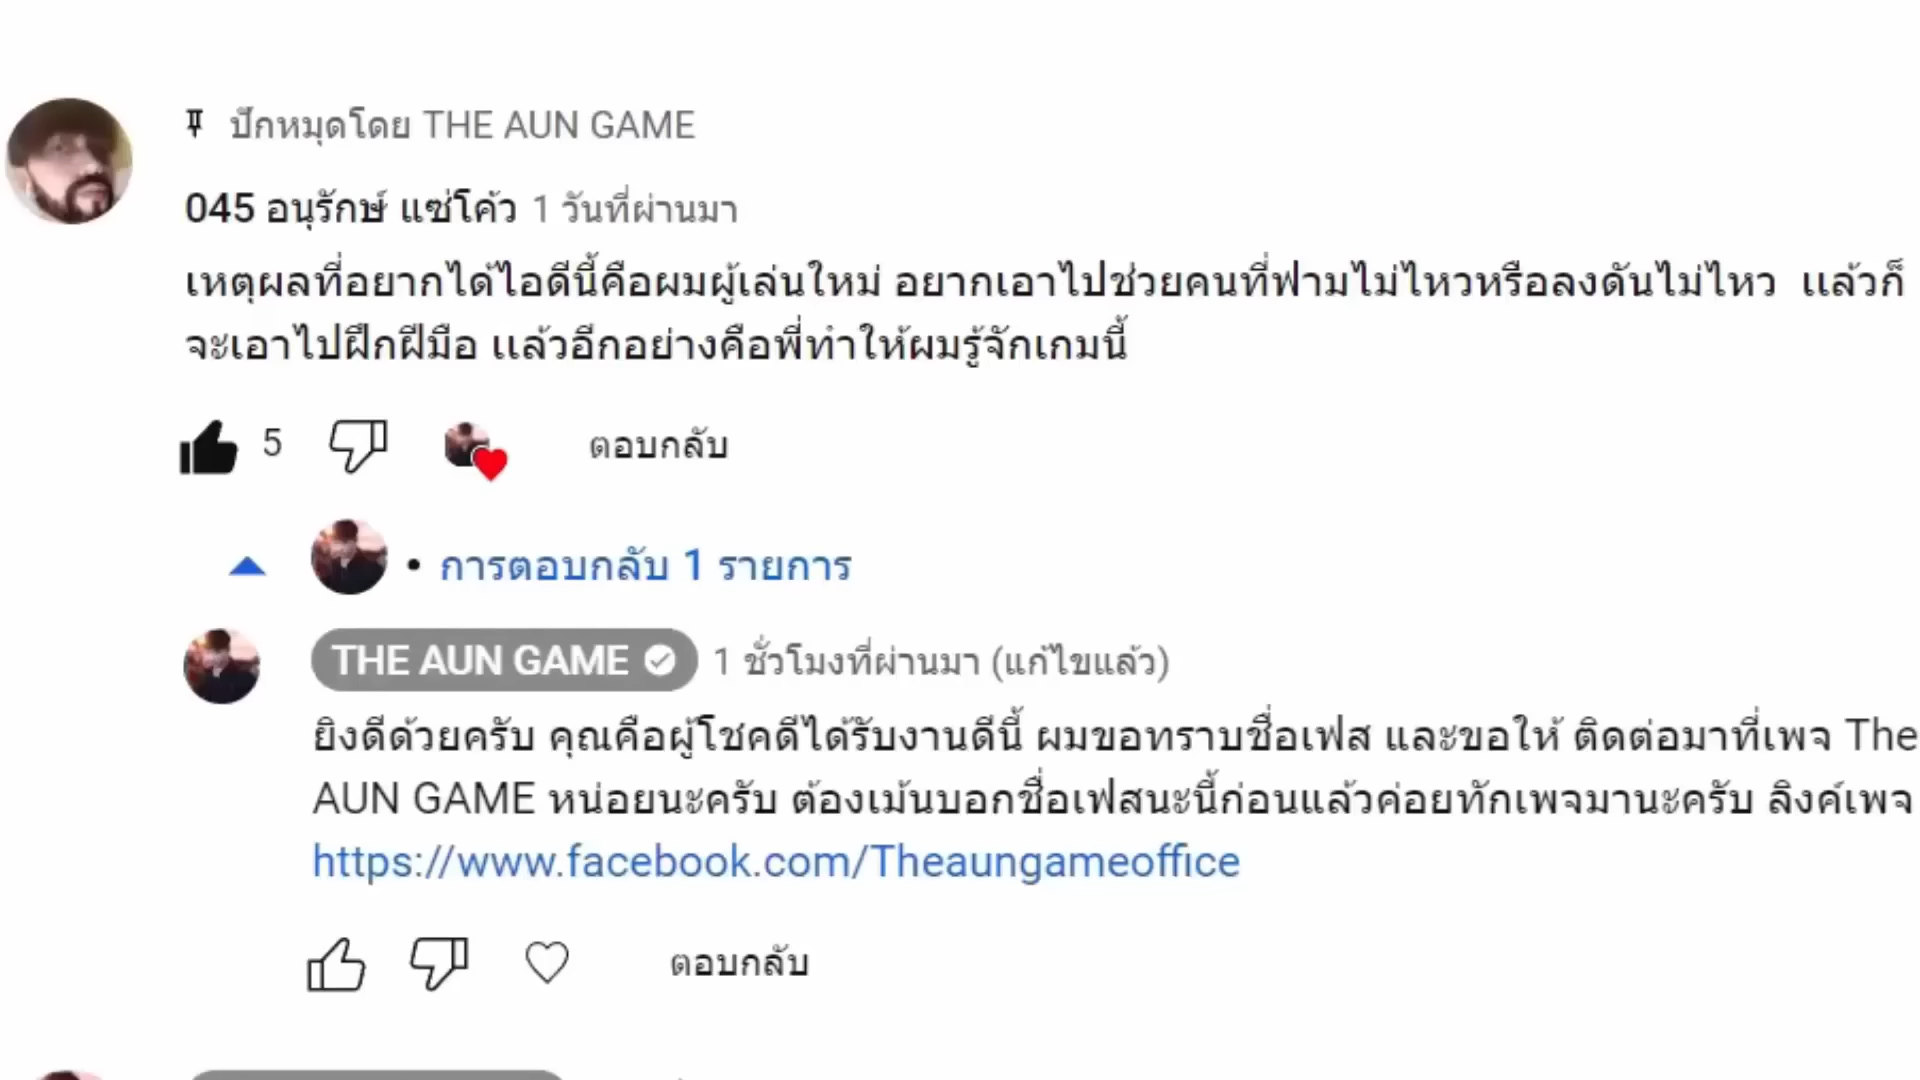 ปักหมุดโดย THE AUN GAME
045 อนุรักษ์ แซ่โค้ว 1 วันที่ผ่านมา
เหตุผลที่อยากได้ไอดีนี้คือผมผู้เล่นใหม่ อยากเอาไปช่วยคนที่ฟามไม่ไหวหรือลงดันไม่ไหว แล้วก็
จะเอาไปฝึกฝีมือ แล้วอีกอย่างคือพี่ทำให้ผมรู้จักเกมนี้
5 ตอบกลับ
• การตอบกลับ 1 รายการ
THE AUN GAME 1 ชั่วโมงที่ผ่านมา (แก้ไขแล้ว)
ยิงดีด้วยครับ คุณคือผู้โชคดีได้รับงานดีนี้ ผมขอทราบชื่อเฟส และขอให้ ติดต่อมาที่เพจ The
AUN GAME หน่อยนะครับ ต้องเม้นบอกชื่อเฟสนะนี้ก่อนแล้วค่อยทักเพจมานะครับ ลิงค์เพจ
https://www.facebook.com/Theaungameoffice
ตอบกลับ